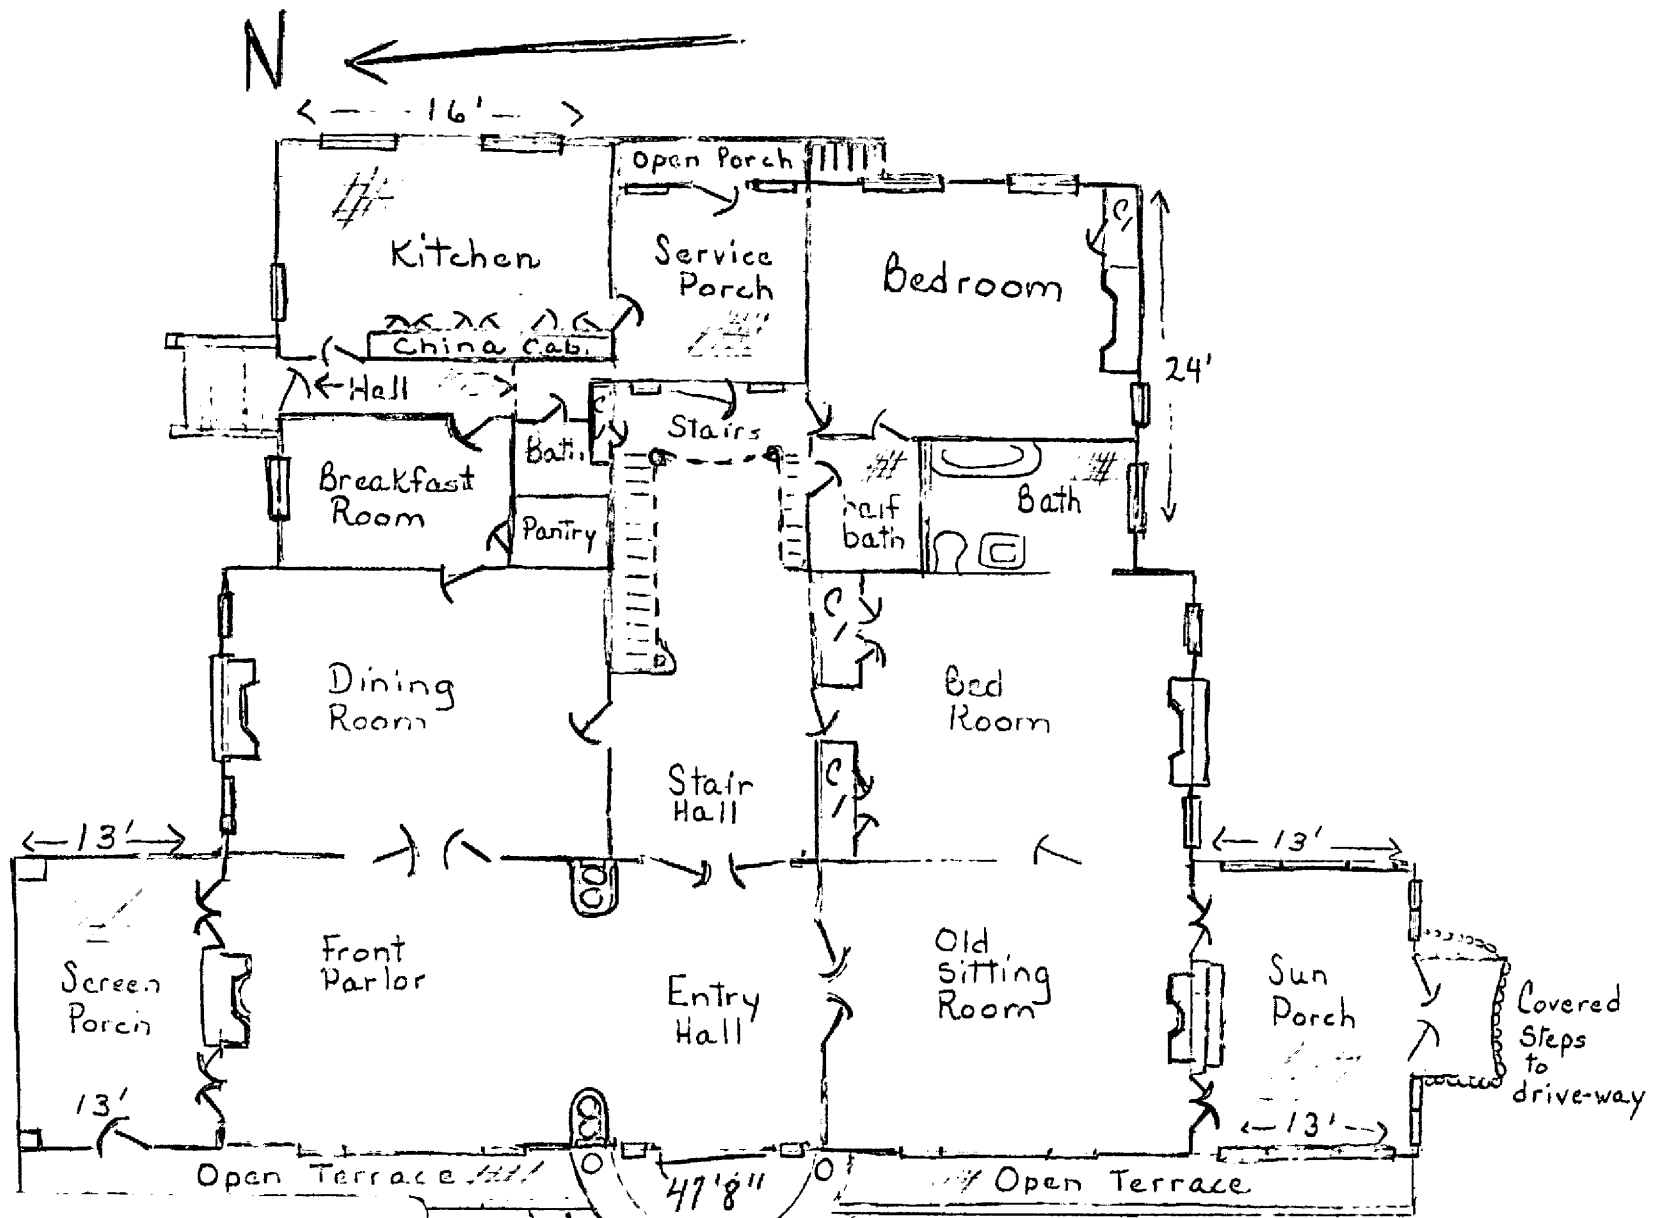 N
16'
Open Porch
Kitchen
Service
Porch
Bedroom
C
China Cab.
24'
Hall
C
Stairs
Bath
Breakfast
Room
Pantry
half
bath
Bath
Dining
Room
C
Bed
Room
Stair
Hall
C
13'
13'
Front
Parlor
Screen
Porch
Entry
Hall
Old
Sitting
Room
Sun
Porch
Covered
Steps
to
drive-way
13'
13'
Open Terrace
47'8"
Open Terrace